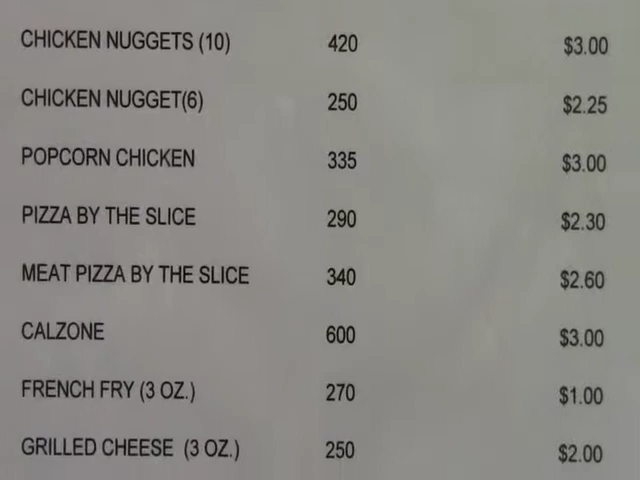 CHICKEN NUGGETS (10) 420 $3.00
CHICKEN NUGGET(6) 250 $2.25
POPCORN CHICKEN 335 $3.00
PIZZA BY THE SLICE 290 $2.30
MEAT PIZZA BY THE SLICE 340 $2.60
CALZONE 600 $3.00
FRENCH FRY (3 OZ.) 270 $1.00
GRILLED CHEESE (3 OZ.) 250 $2.00